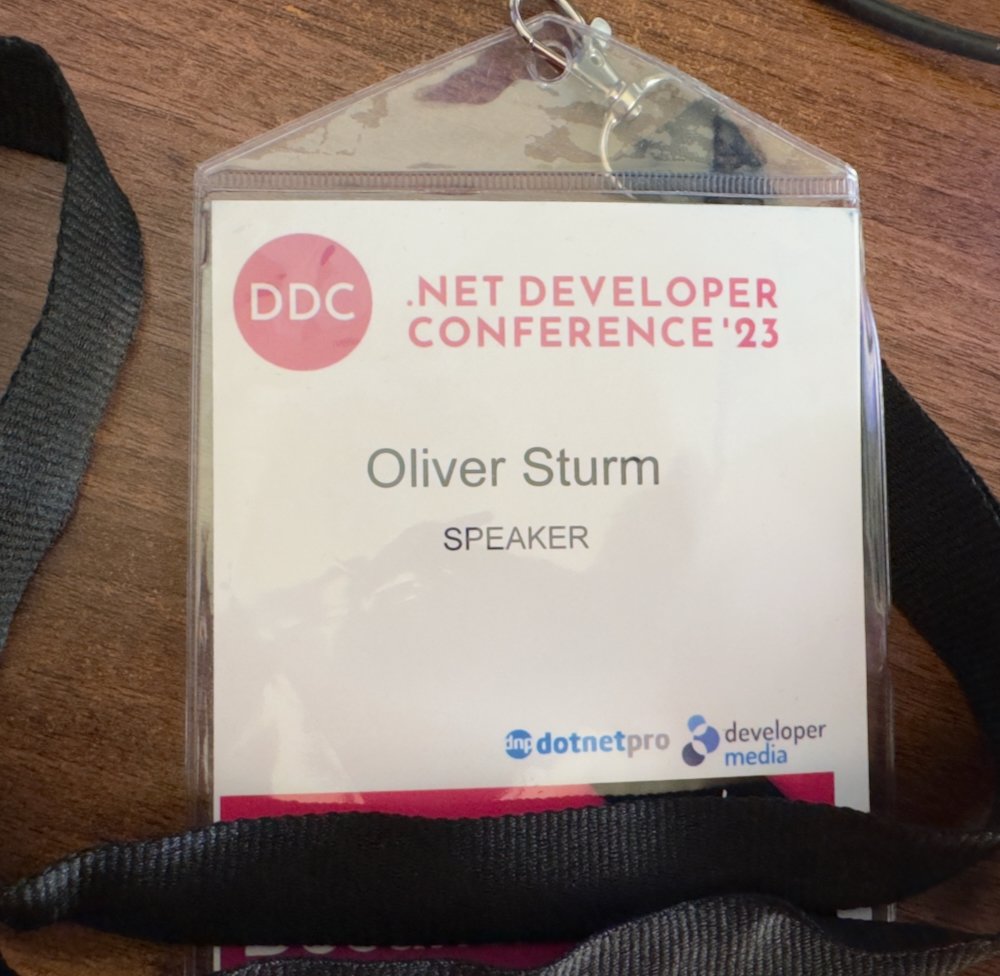 DDC
.NET DEVELOPER
CONFERENCE '23
Oliver Sturm
SPEAKER
dnp dotnetpro
developer
media